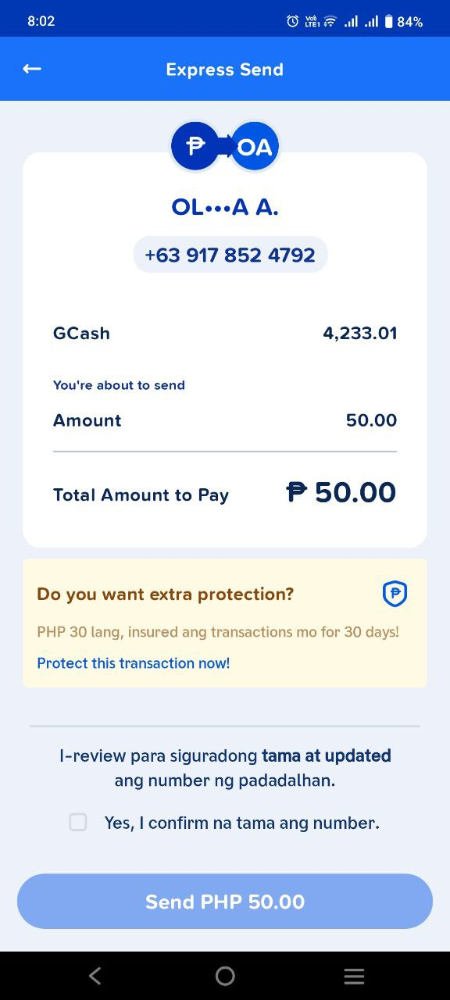 8:02
Vo)) LTE1
84%
Express Send
₱
OA
OL•••A A.
+63 917 852 4792
GCash 4,233.01
You're about to send
Amount 50.00
Total Amount to Pay ₱ 50.00
Do you want extra protection?
₱
PHP 30 lang, insured ang transactions mo for 30 days!
Protect this transaction now!
I-review para siguradong tama at updated
ang number ng padadalhan.
Yes, I confirm na tama ang number.
Send PHP 50.00